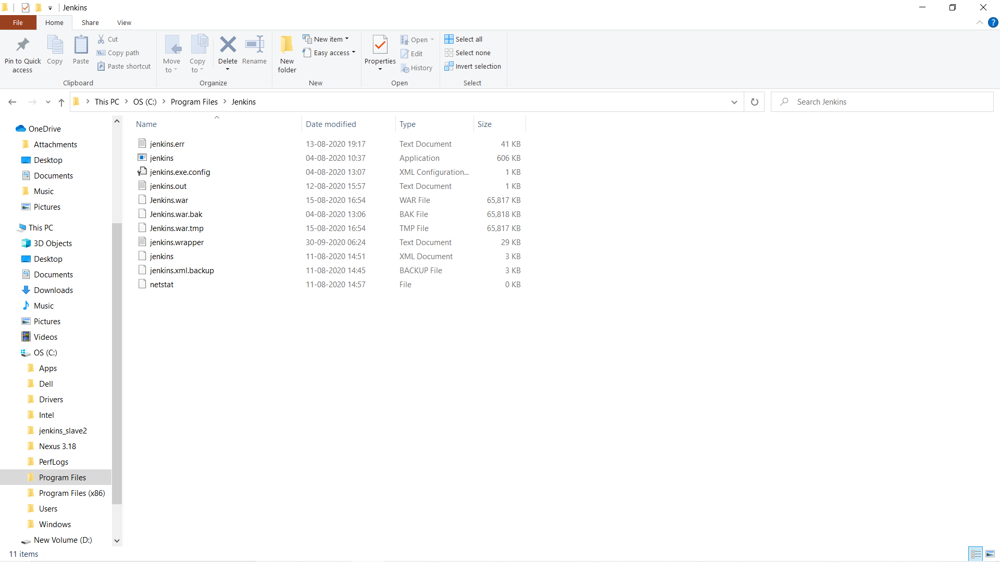 Jenkins
File Home Share View
Pin to Quick access
Copy
Paste
Cut
Copy path
Paste shortcut
Clipboard
Move to
Copy to
Delete
Rename
Organize
New folder
New item
Easy access
New
Properties
Open
Edit
History
Open
Select all
Select none
Invert selection
Select
This PC > OS (C:) > Program Files > Jenkins
Search Jenkins
OneDrive
Attachments
Desktop
Documents
Music
Pictures
This PC
3D Objects
Desktop
Documents
Downloads
Music
Pictures
Videos
OS (C:)
Apps
Dell
Drivers
Intel
jenkins_slave2
Nexus 3.18
PerfLogs
Program Files
Program Files (x86)
Users
Windows
New Volume (D:)
Name Date modified Type Size
jenkins.err 13-08-2020 19:17 Text Document 41 KB
jenkins 04-08-2020 10:37 Application 606 KB
jenkins.exe.config 04-08-2020 13:07 XML Configuration... 1 KB
jenkins.out 12-08-2020 15:57 Text Document 1 KB
Jenkins.war 15-08-2020 16:54 WAR File 65,817 KB
Jenkins.war.bak 04-08-2020 13:06 BAK File 65,818 KB
Jenkins.war.tmp 15-08-2020 16:54 TMP File 65,817 KB
jenkins.wrapper 30-09-2020 06:24 Text Document 29 KB
jenkins 11-08-2020 14:51 XML Document 3 KB
jenkins.xml.backup 11-08-2020 14:45 BACKUP File 3 KB
netstat 11-08-2020 14:57 File 0 KB
11 items